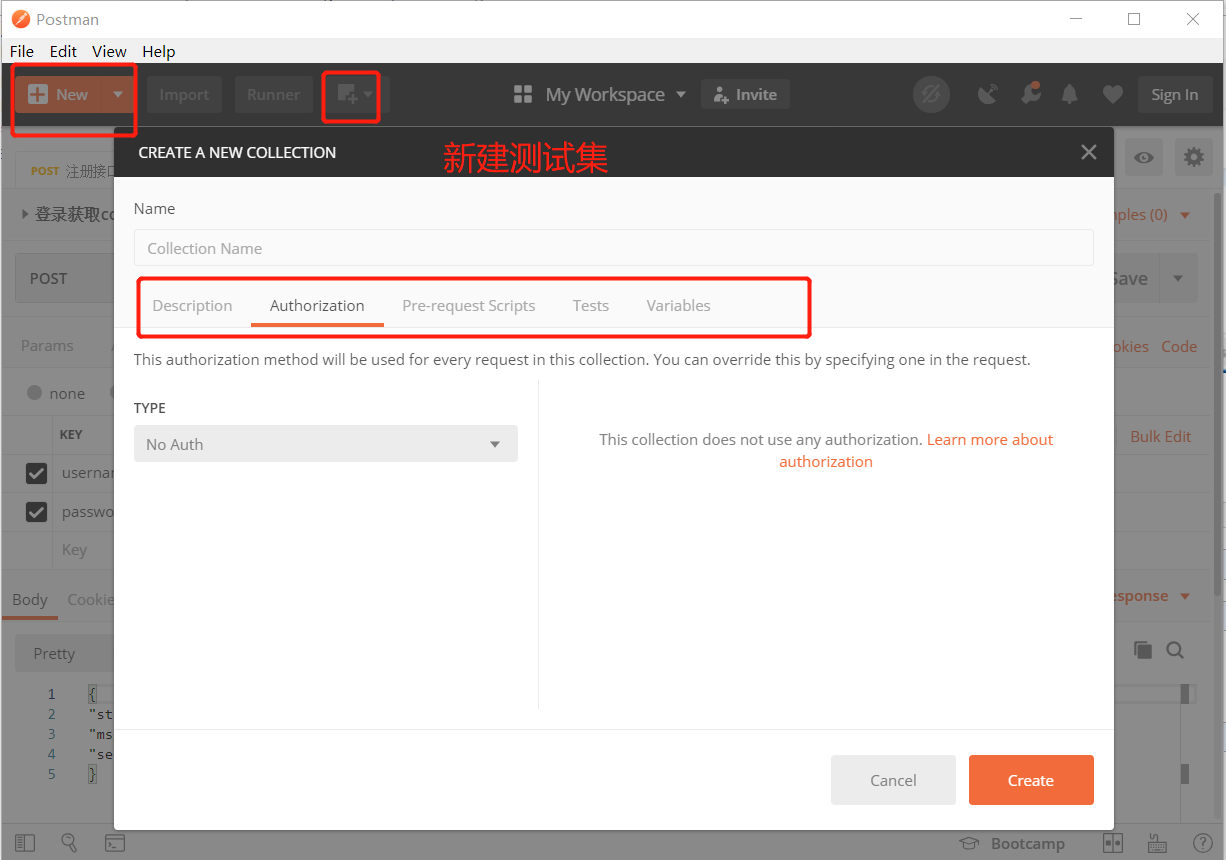 Postman
File Edit View Help
New Import Runner My Workspace Invite Sign In
CREATE A NEW COLLECTION 新建测试集
POST 注册接口
Name
登录获取co
ples (0)
Collection Name
POST
Save
Description Authorization Pre-request Scripts Tests Variables
Params
okies Code
This authorization method will be used for every request in this collection. You can override this by specifying one in the request.
none
TYPE
KEY
Bulk Edit
No Auth
This collection does not use any authorization. Learn more about
authorization
usernar
passwo
Key
Body Cookie
esponse
Pretty
1 {
2 "st
3 "ms
4 "se
5 }
Cancel Create
Bootcamp